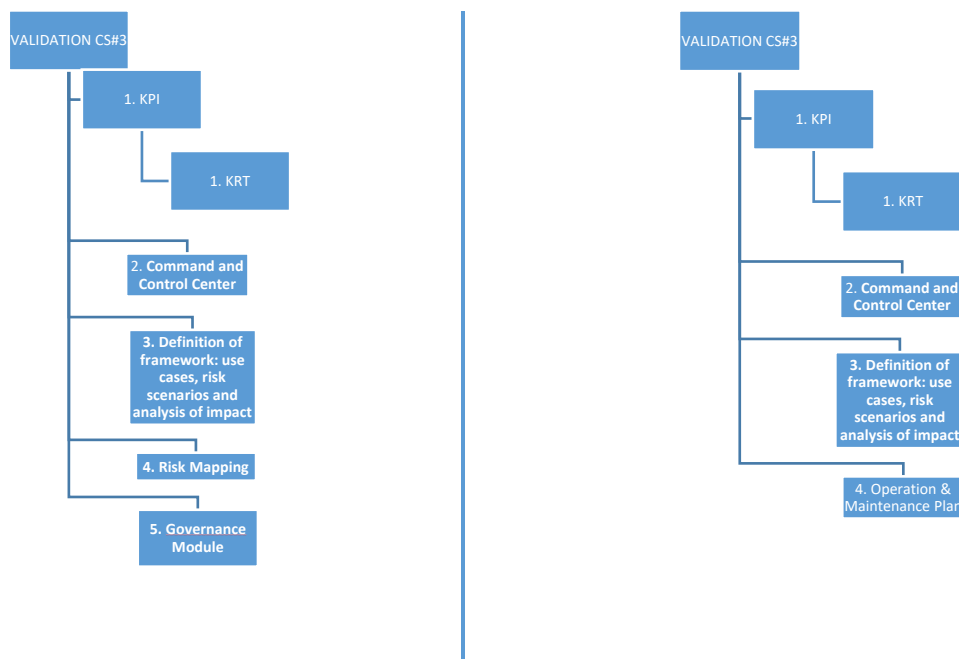 VALIDATION CS#3
1. KPI
1. KRT
2. Command and
Control Center
3. Definition of
framework: use
cases, risk
scenarios and
analysis of impact
4. Risk Mapping
5. Governance
Module
VALIDATION CS#3
1. KPI
1. KRT
2. Command and
Control Center
3. Definition of
framework: use
cases, risk
scenarios and
analysis of impact
4. Operation &
Maintenance Plan